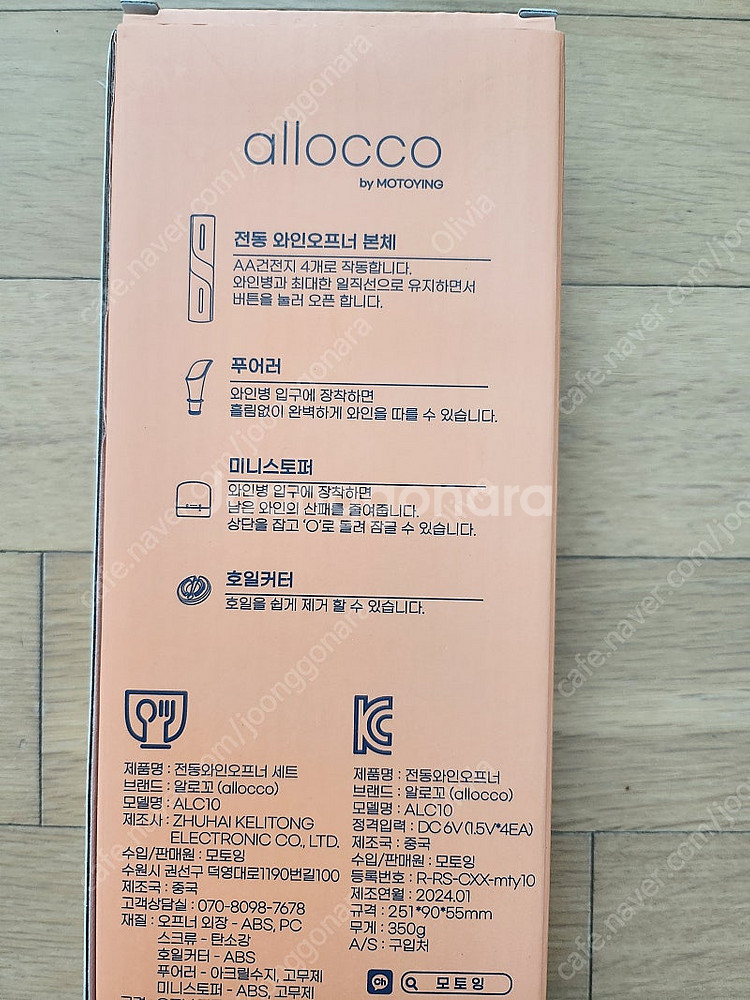 allocco
by MOTOYING
전동 와인오프너 본체
AA건전지 4개로 작동합니다.
와인병과 최대한 일직선으로 유지하면서
버튼을 눌러 오픈 합니다.
푸어러
와인병 입구에 장착하면
흘림없이 완벽하게 와인을 따를 수 있습니다.
미니스토퍼
와인병 입구에 장착하면
남은 와인의 산패를 줄여줍니다.
상단을 잡고 'O'로 돌려 잠글 수 있습니다.
호일커터
호일을 쉽게 제거 할 수 있습니다.
제품명 : 전동와인오프너 세트
브랜드 : 알로꼬 (allocco)
모델명 : ALC10
제조사 : ZHUHAI KELITONG
ELECTRONIC CO., LTD.
수입/판매원 : 모토잉
수원시 권선구 덕영대로1190번길100
제조국 : 중국
고객상담실 : 070-8098-7678
재질 : 오프너 외장 - ABS, PC
스크류 - 탄소강
호일커터 - ABS
푸어러 - 아크릴수지, 고무제
미니스토퍼 - ABS, 고무제
KC
제품명 : 전동와인오프너
브랜드 : 알로꼬 (allocco)
모델명 : ALC10
정격입력 : DC 6V (1.5V*4EA)
제조국 : 중국
수입/판매원 : 모토잉
등록번호 : R-RS-CXX-mty10
제조연월 : 2024.01
규격 : 251*90*55mm
무게 : 350g
A/S : 구입처
Ch 모토잉
joonggonara
cafe.naver.com/joonggonara
Olivia